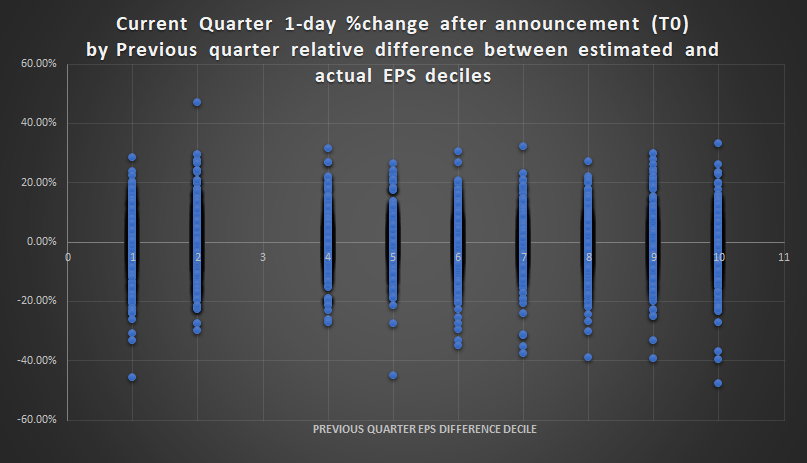 Current Quarter 1-day %change after announcement (T0)
by Previous quarter relative difference between estimated and
actual EPS deciles
60.00%
40.00%
20.00%
0.00%
0 1 2 3 4 5 6 7 8 9 10 11
-20.00%
-40.00%
-60.00%
PREVIOUS QUARTER EPS DIFFERENCE DECILE